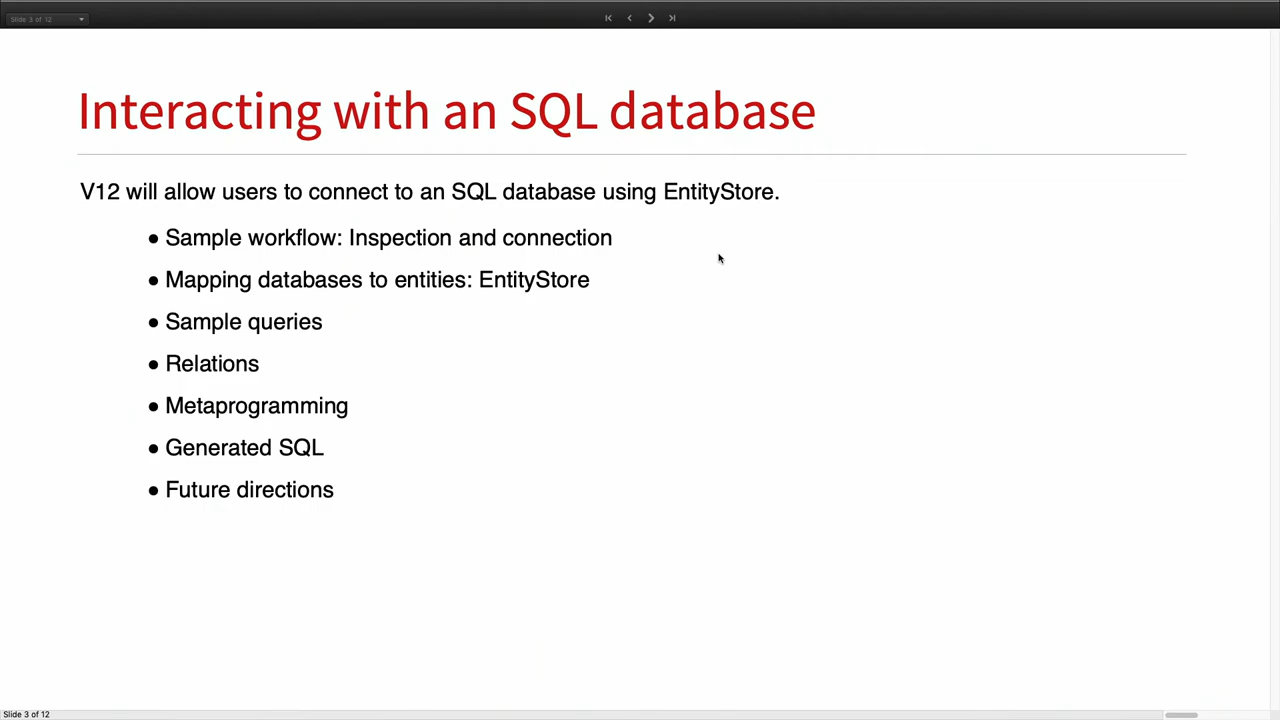 Slide 3 of 12
Interacting with an SQL database
V12 will allow users to connect to an SQL database using EntityStore.
● Sample workflow: Inspection and connection
● Mapping databases to entities: EntityStore
● Sample queries
● Relations
● Metaprogramming
● Generated SQL
● Future directions
Slide 3 of 12